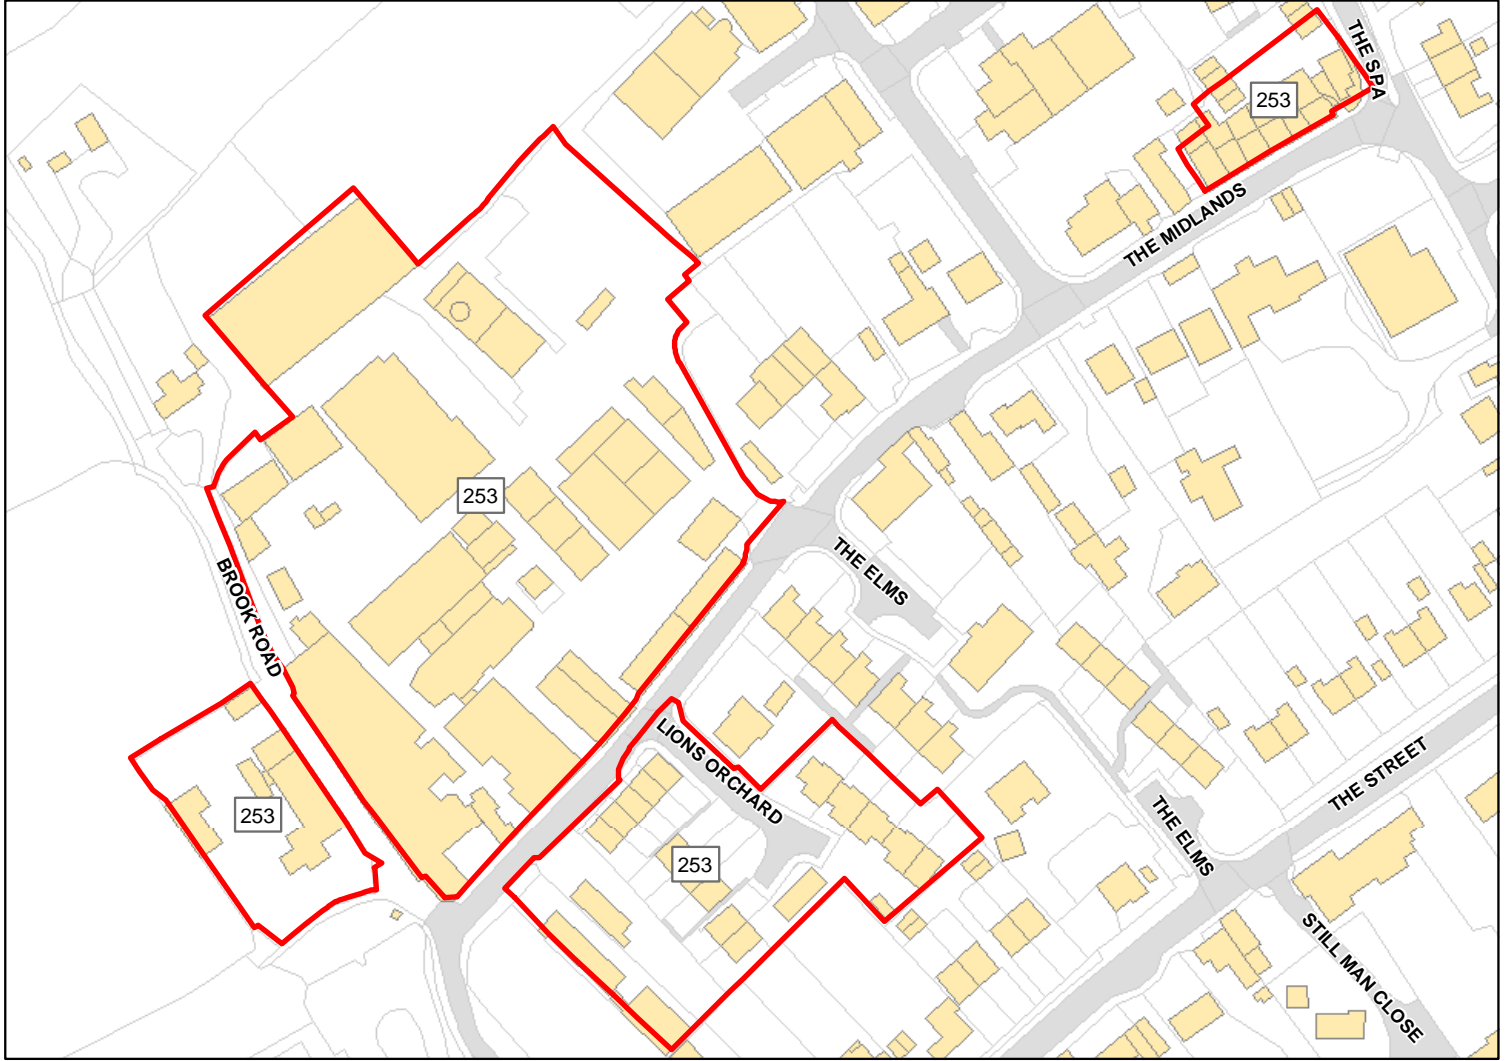 THE SPA
253
THE MIDLANDS
253
THE ELMS
BROOK ROAD
LIONS ORCHARD
THE STREET
253
THE ELMS
253
STILL MAN CLOSE